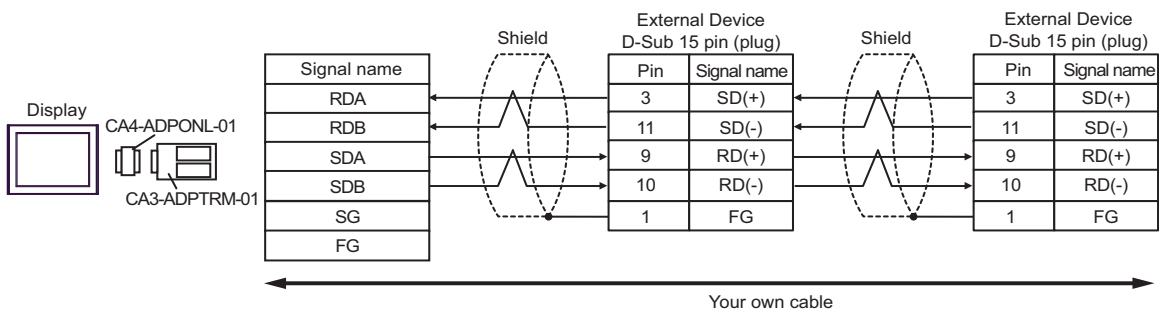 Display
CA4-ADPONL-01
CA3-ADPTRM-01
Signal name
RDA
RDB
SDA
SDB
SG
FG
Shield
External Device
D-Sub 15 pin (plug)
Pin Signal name
3 SD(+)
11 SD(-)
9 RD(+)
10 RD(-)
1 FG
Shield
External Device
D-Sub 15 pin (plug)
Pin Signal name
3 SD(+)
11 SD(-)
9 RD(+)
10 RD(-)
1 FG
Your own cable